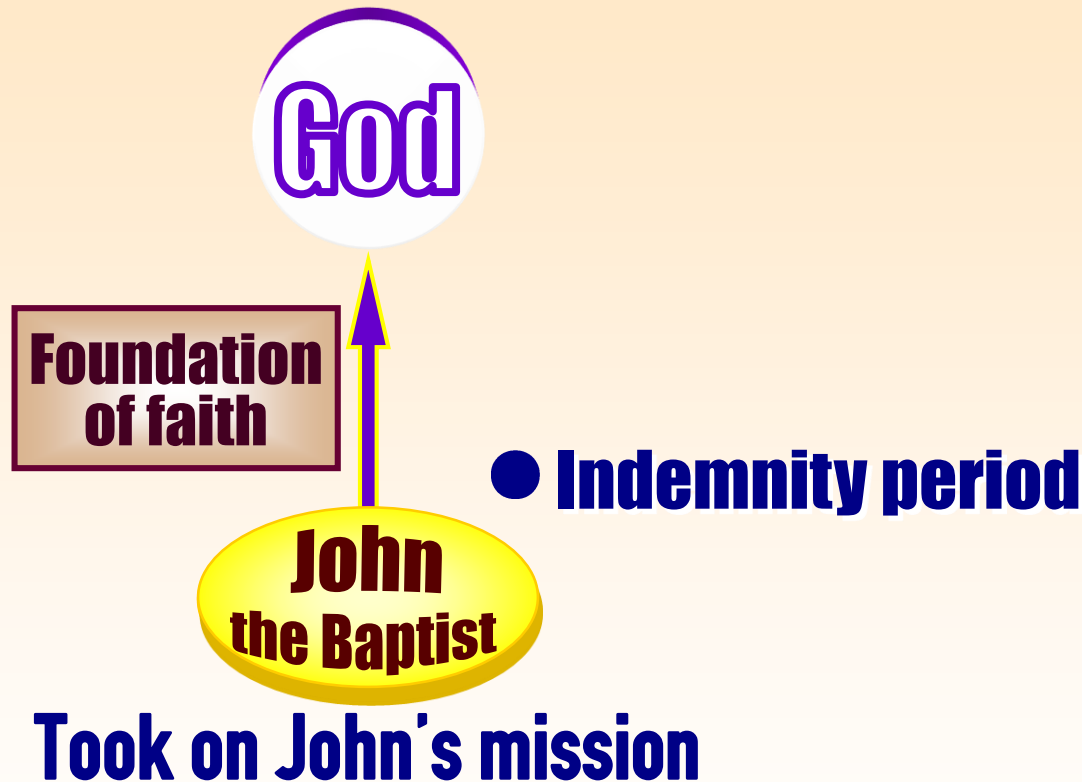 God
Foundation
of faith
● Indemnity period
John
the Baptist
Took on John's mission